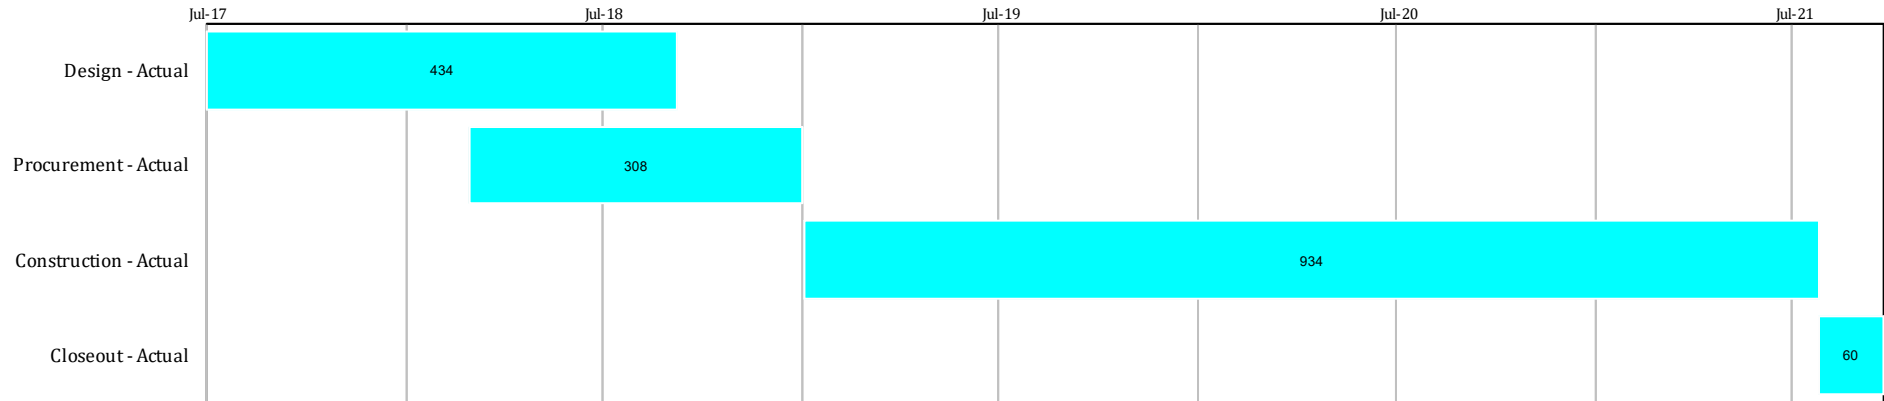 Jul-17 Jul-18 Jul-19 Jul-20 Jul-21
Design - Actual 434
Procurement - Actual 308
Construction - Actual 934
Closeout - Actual 60